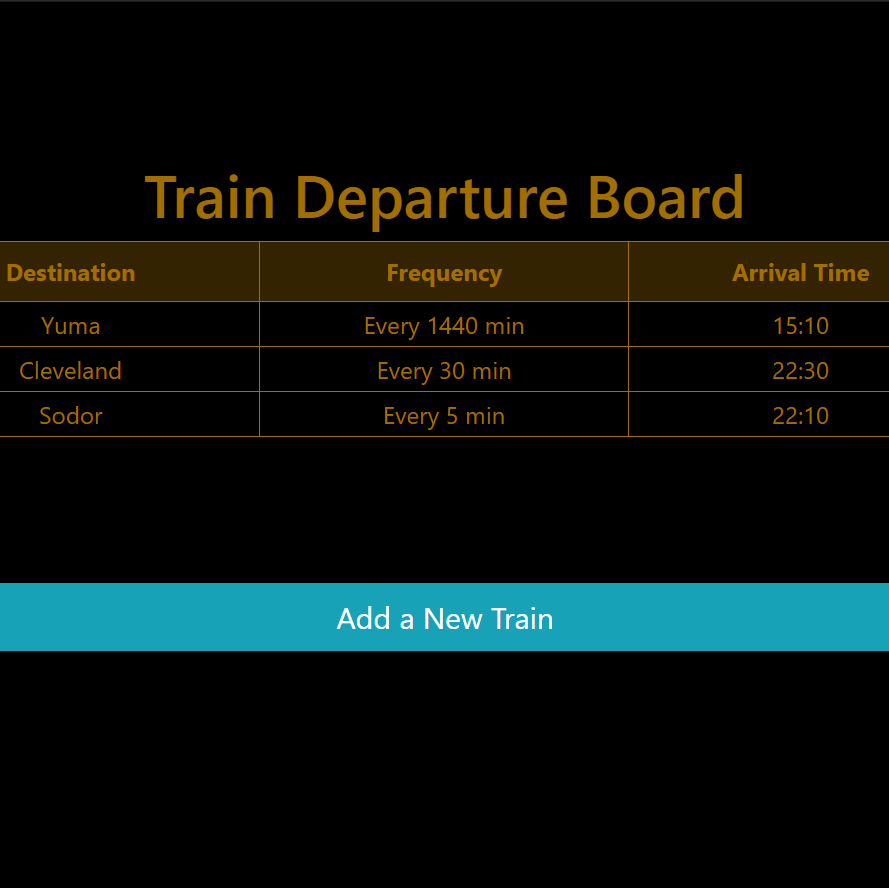 Train Departure Board
Destination Frequency Arrival Time
Yuma Every 1440 min 15:10
Cleveland Every 30 min 22:30
Sodor Every 5 min 22:10
Add a New Train